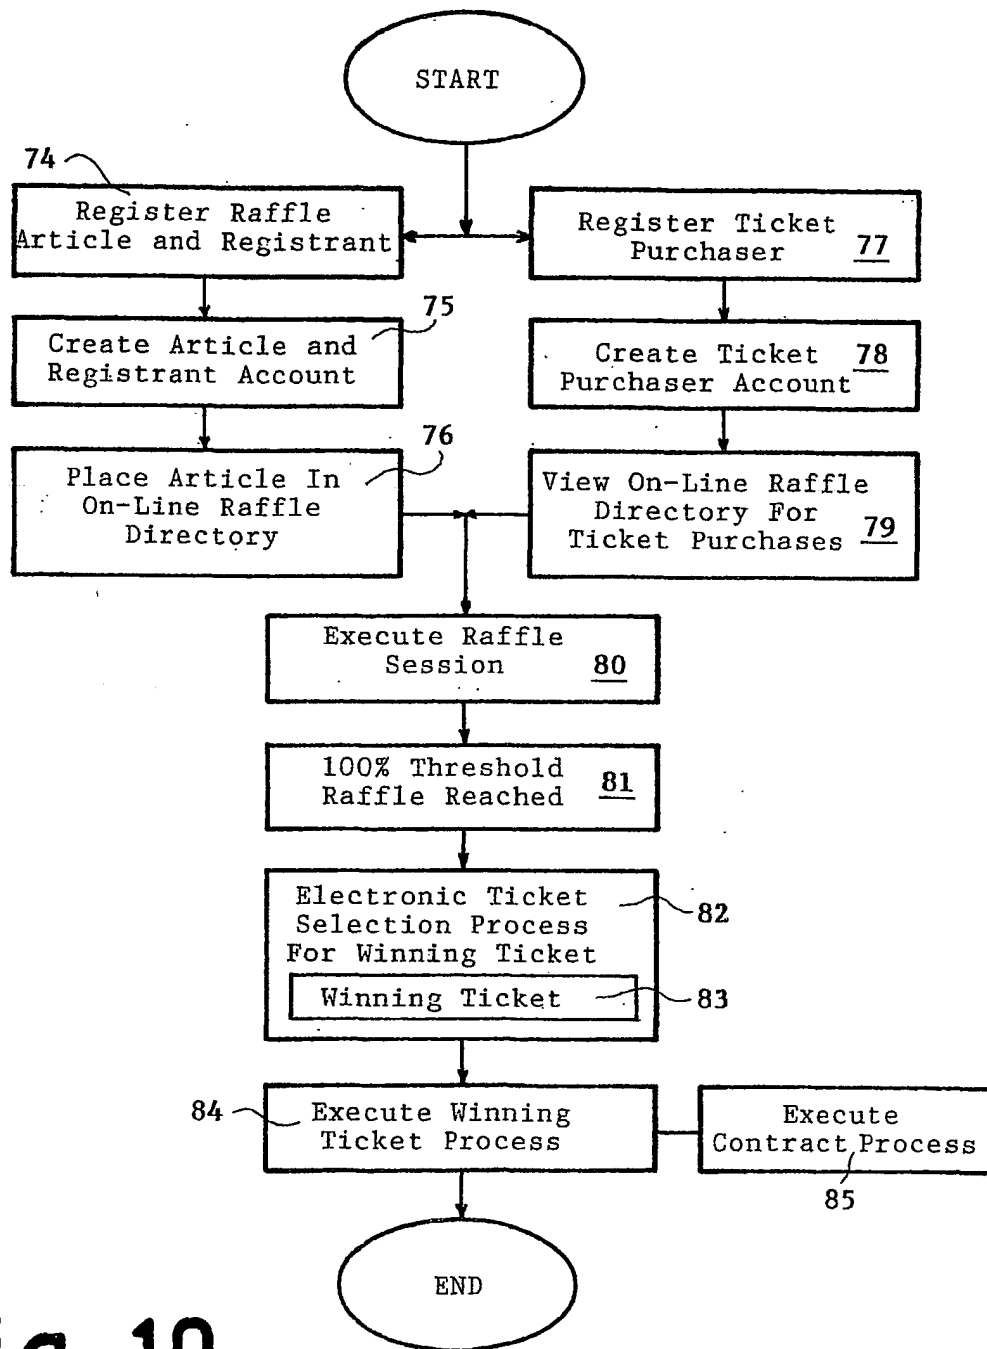 START
74
Register Raffle
Article and Registrant
Register Ticket
Purchaser 77
75
Create Article and
Registrant Account
Create Ticket 78
Purchaser Account
76
Place Article In
On-Line Raffle
Directory
View On-Line Raffle
Directory For
Ticket Purchases 79
Execute Raffle
Session 80
100% Threshold
Raffle Reached 81
Electronic Ticket
Selection Process
For Winning Ticket
82
Winning Ticket
83
84
Execute Winning
Ticket Process
Execute
Contract Process
85
END